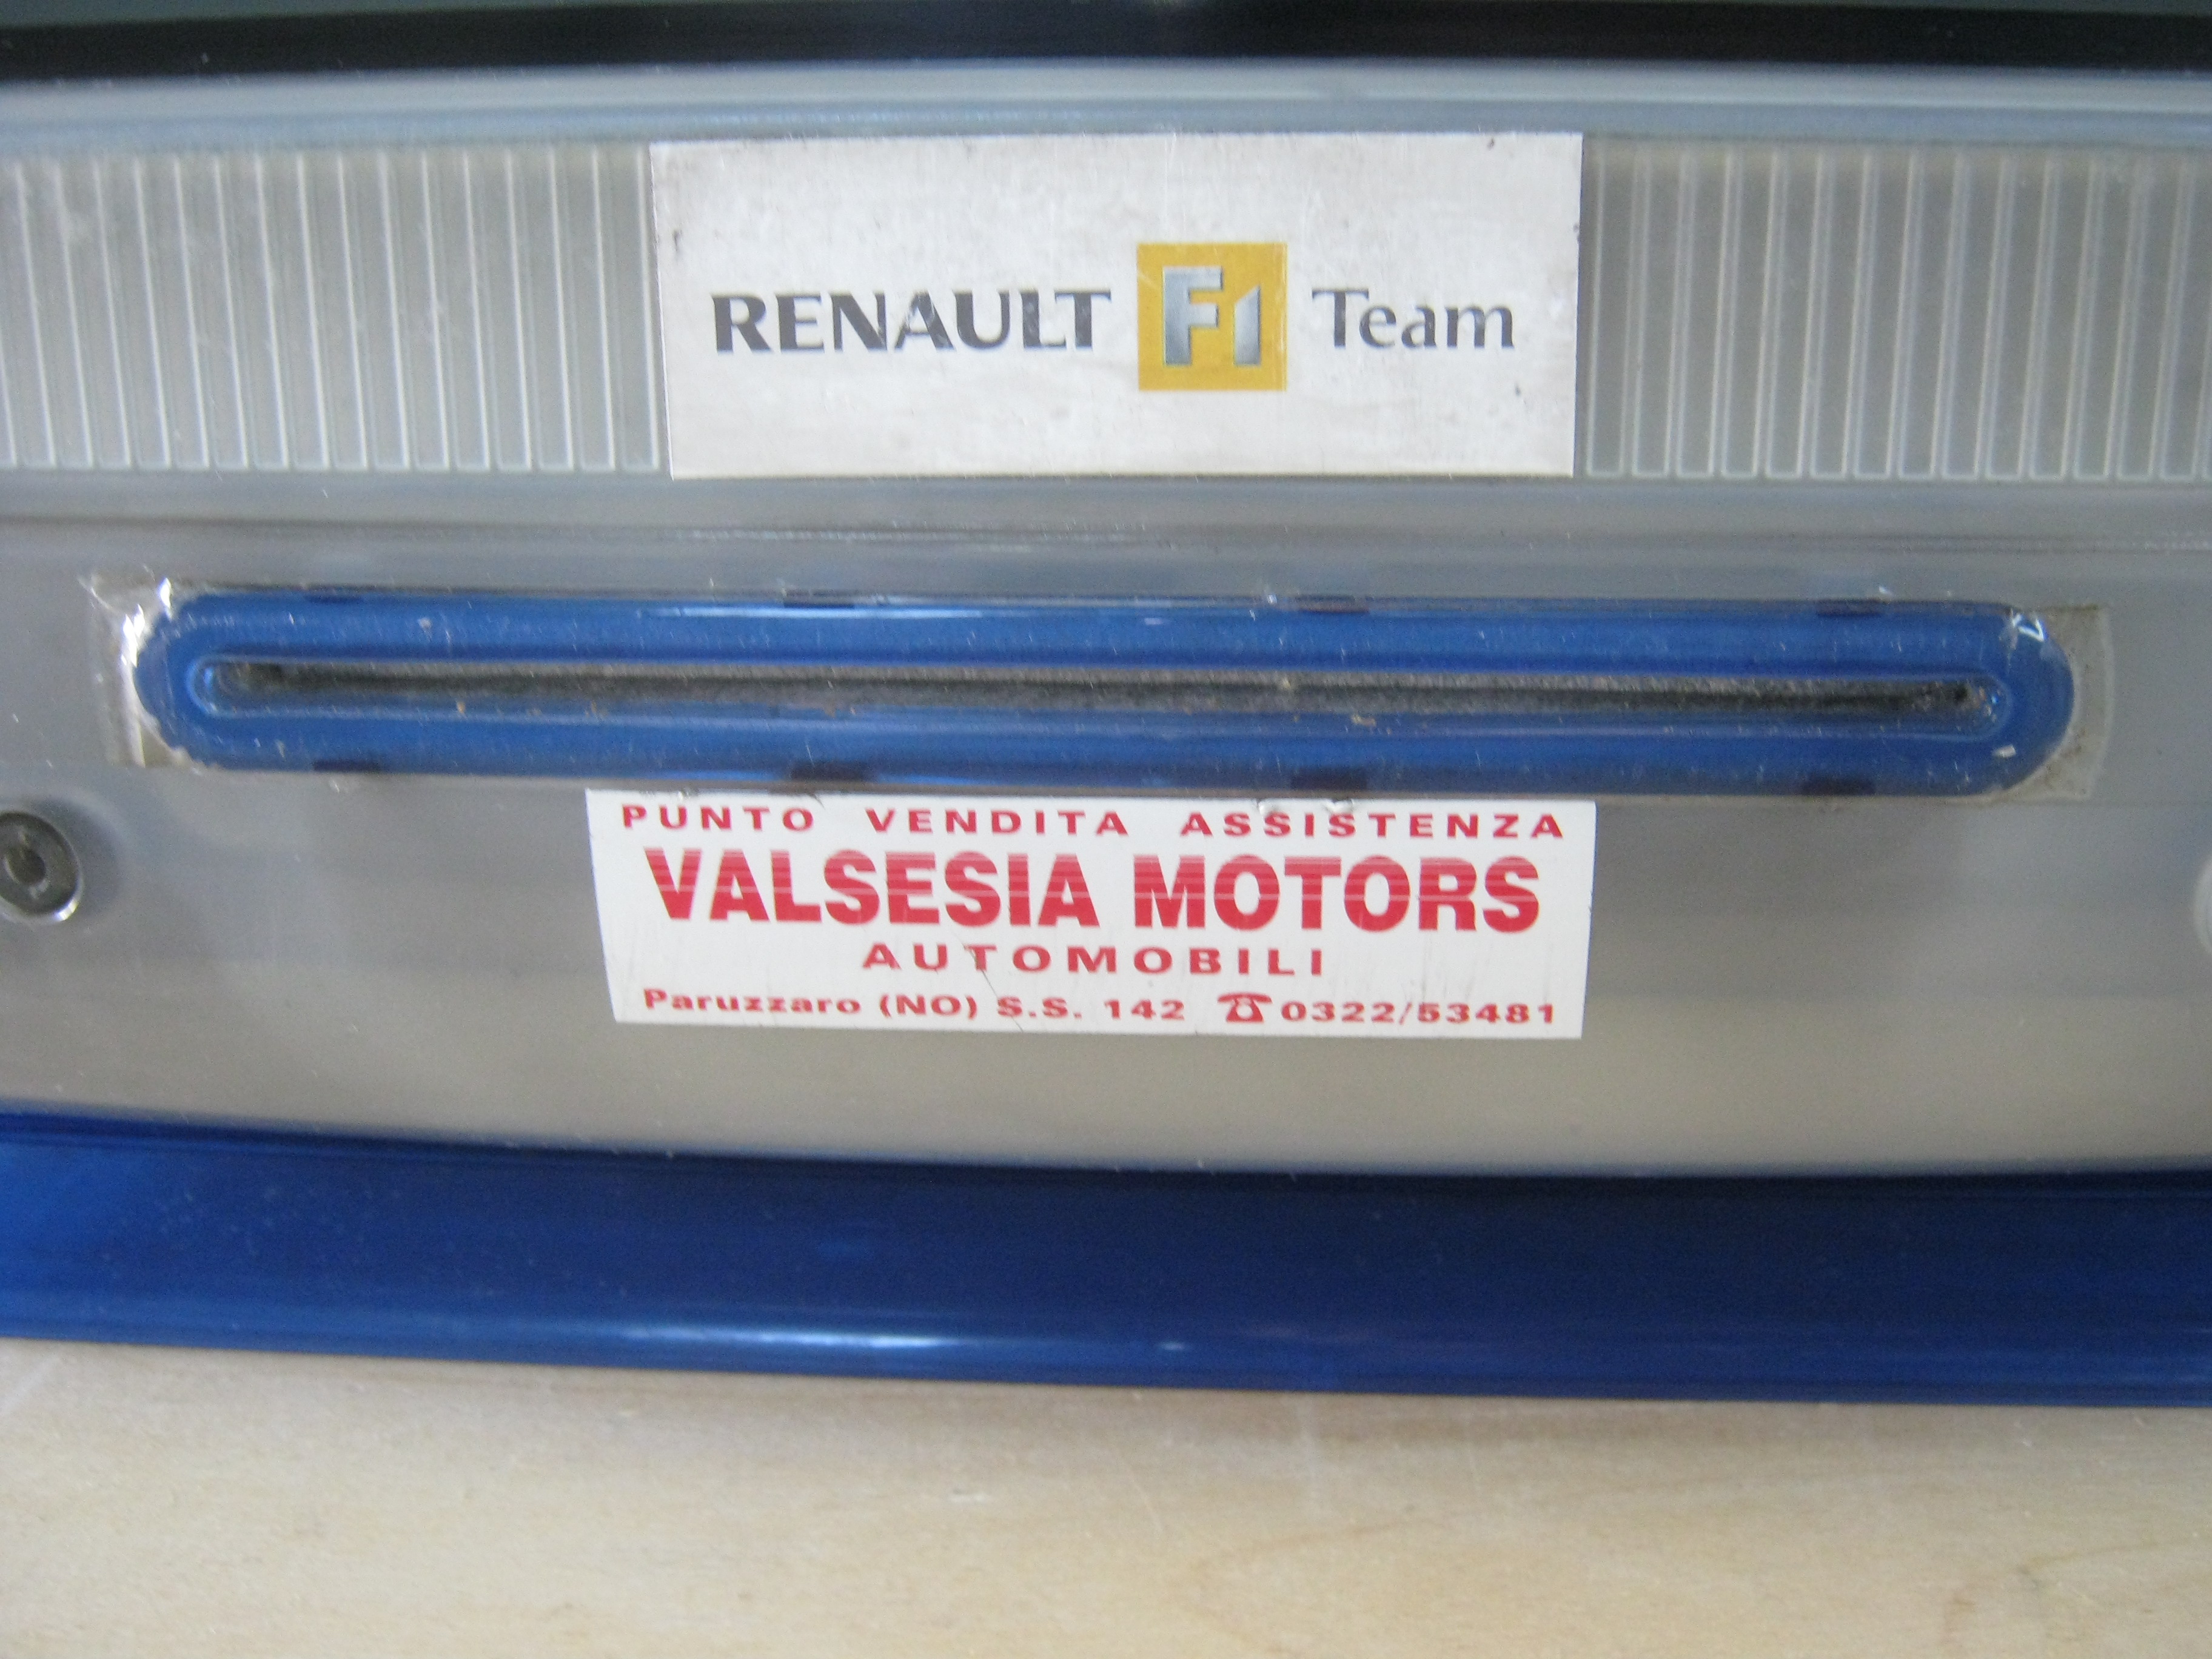 RENAULT F1 Team
PUNTO VENDITA ASSISTENZA
VALSESIA MOTORS
AUTOMOBILI
Paruzzaro (NO) S.S. 142 ☎0322/53481